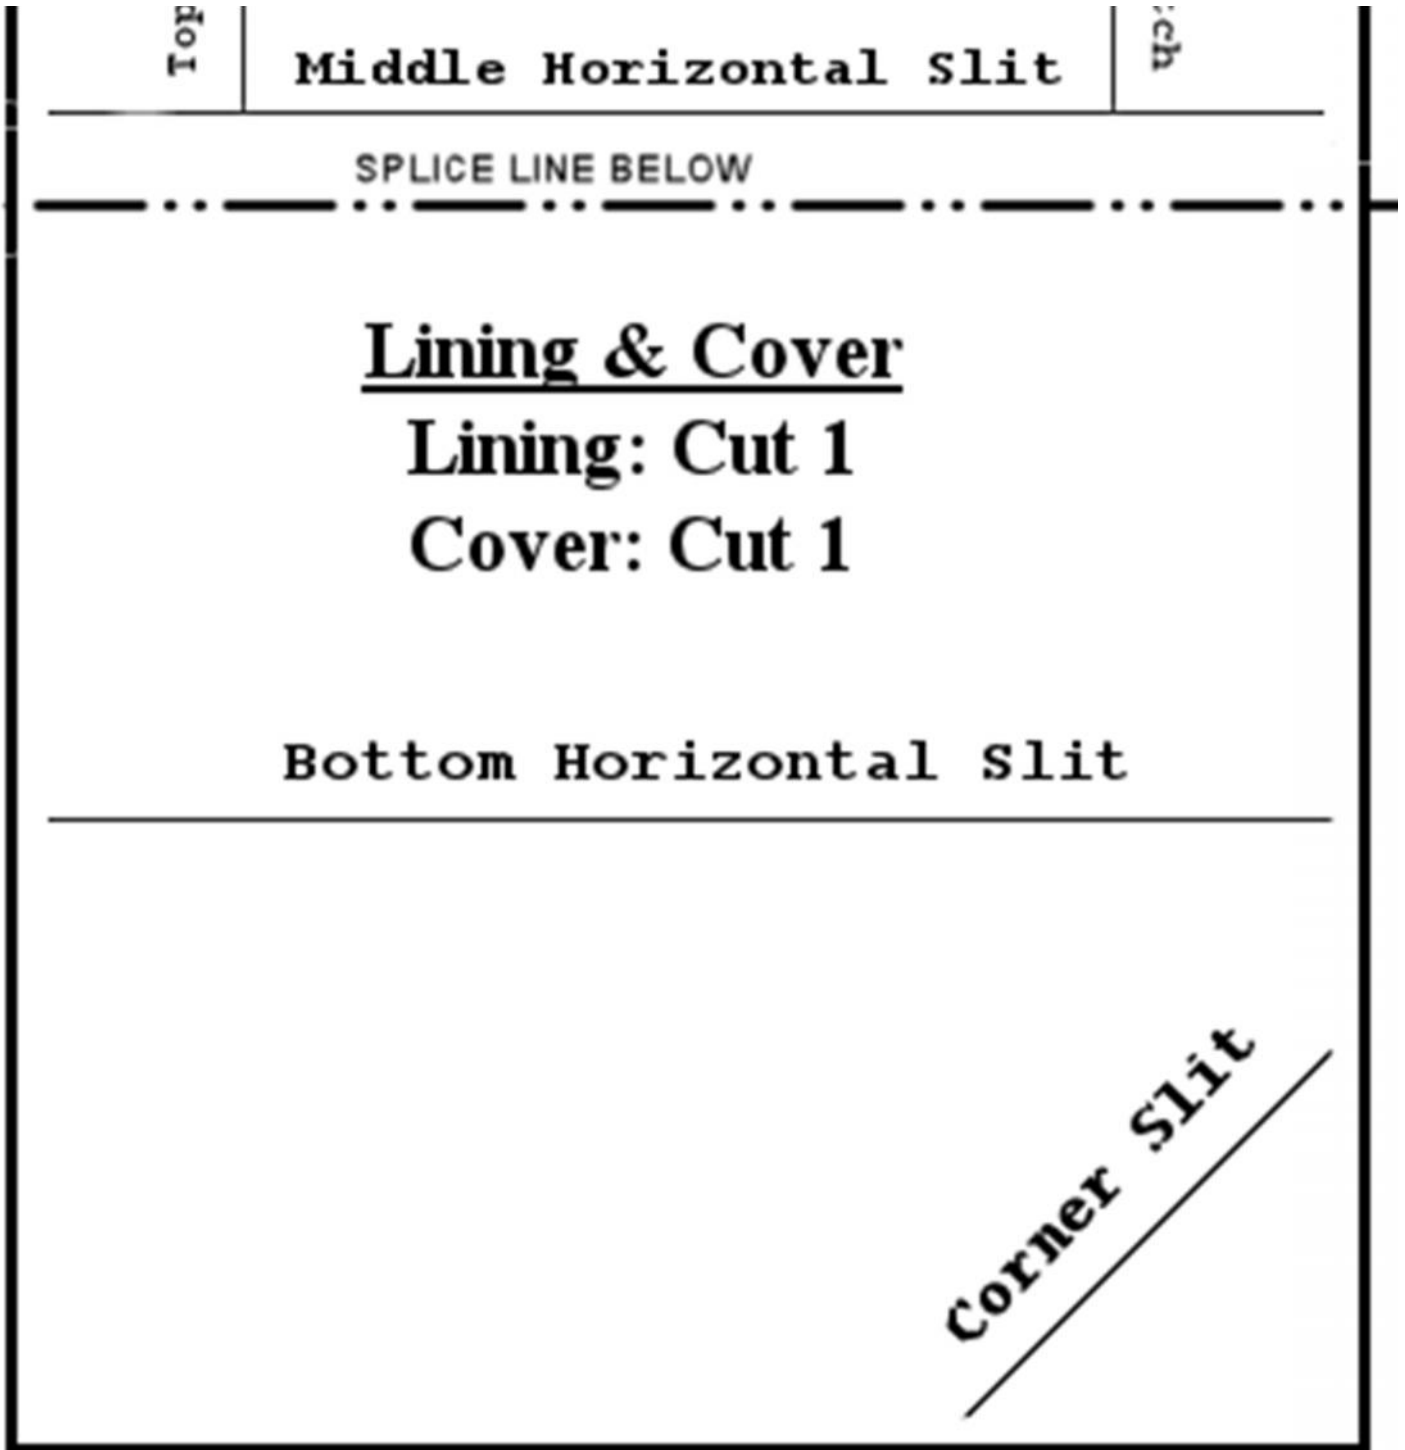 Middle Horizontal Slit
SPLICE LINE BELOW
Lining & Cover
Lining: Cut 1
Cover: Cut 1
Bottom Horizontal Slit
Corner Slit